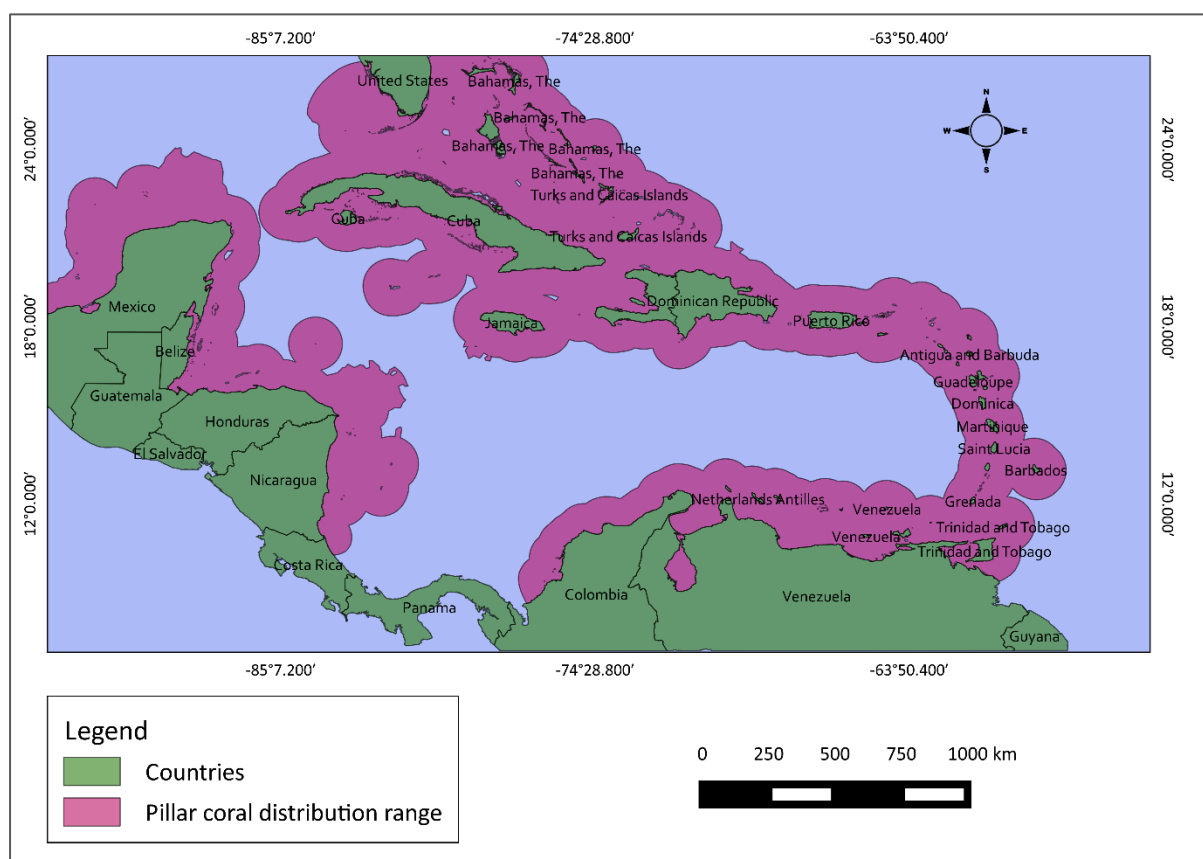 -85°7.200′ -74°28.800′ -63°50.400′
United States
Bahamas, The
N
Bahamas, The
24°0.000′
24°0.000′
W E
Bahamas, The
Bahamas, The
S
Bahamas, The
Turks and Caicas Islands
Cuba
Cuba
Turks and Caicas Islands
Mexico
Dominican Republic
18°0.000′
18°0.000′
Jamaica
Puerto Rico
Belize
Antigua and Barbuda
Guadeloupe
Guatemala
Dominica
Honduras
Martinique
El Salvador
Saint Lucia
Barbados
Nicaragua
12°0.000′
12°0.000′
Netherlands Antilles
Grenada
Venezuela
Trinidad and Tobago
Venezuela
Trinidad and Tobago
Costa Rica
Colombia
Venezuela
Panama
Guyana
-85°7.200′ -74°28.800′ -63°50.400′
Legend
Countries
Pillar coral distribution range
0 250 500 750 1000 km